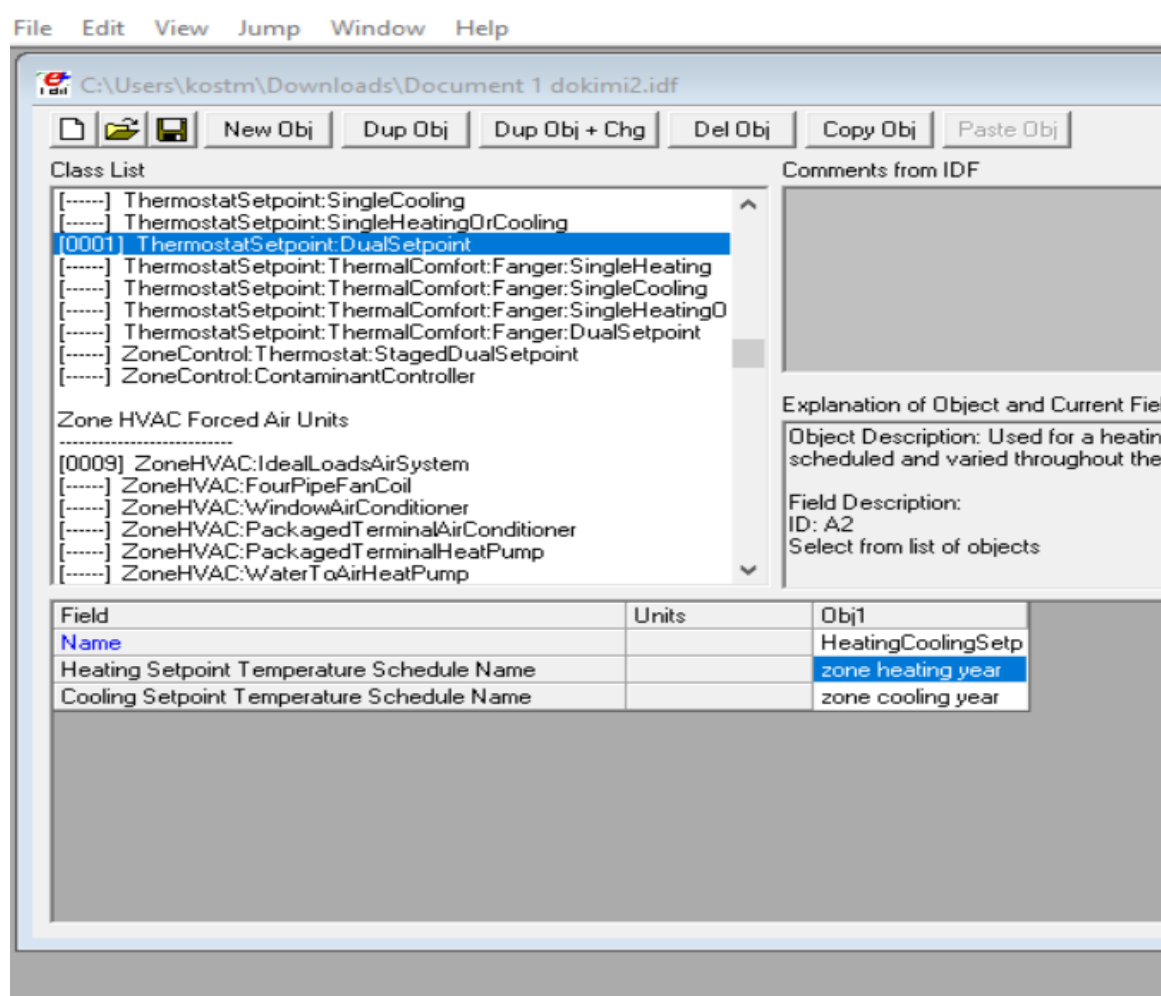 File Edit View Jump Window Help
C:\Users\kostm\Downloads\Document 1 dokimi2.idf
New Obj Dup Obj Dup Obj + Chg Del Obj Copy Obj Paste Obj
Class List
[------] ThermostatSetpoint:SingleCooling
[------] ThermostatSetpoint:SingleHeatingOrCooling
[0001] ThermostatSetpoint:DualSetpoint
[------] ThermostatSetpoint:ThermalComfort:Fanger:SingleHeating
[------] ThermostatSetpoint:ThermalComfort:Fanger:SingleCooling
[------] ThermostatSetpoint:ThermalComfort:Fanger:SingleHeatingO
[------] ThermostatSetpoint:ThermalComfort:Fanger:DualSetpoint
[------] ZoneControl:Thermostat:StagedDualSetpoint
[------] ZoneControl:ContaminantController
Zone HVAC Forced Air Units
---------------------------
[0009] ZoneHVAC:IdealLoadsAirSystem
[------] ZoneHVAC:FourPipeFanCoil
[------] ZoneHVAC:WindowAirConditioner
[------] ZoneHVAC:PackagedTerminalAirConditioner
[------] ZoneHVAC:PackagedTerminalHeatPump
[------] ZoneHVAC:WaterToAirHeatPump
Comments from IDF
Explanation of Object and Current Fiel
Object Description: Used for a heatin
scheduled and varied throughout the
Field Description:
ID: A2
Select from list of objects
Field Units Obj1
Name HeatingCoolingSetp
Heating Setpoint Temperature Schedule Name zone heating year
Cooling Setpoint Temperature Schedule Name zone cooling year